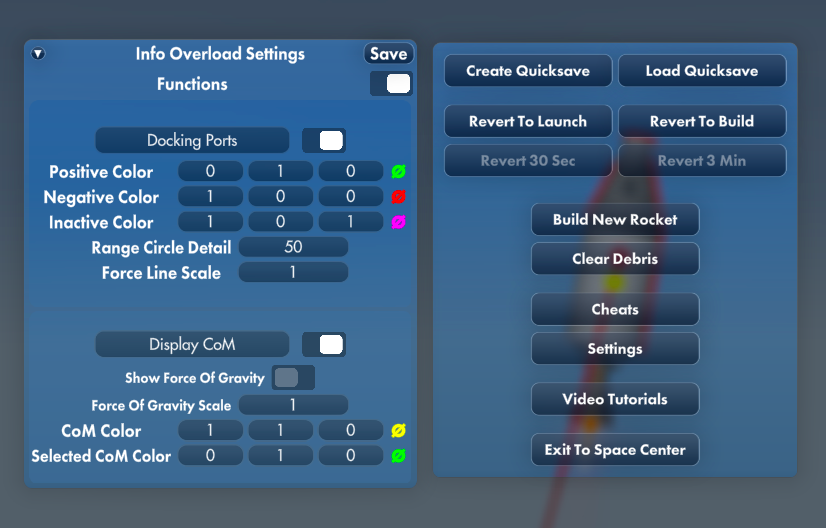 Info Overload Settings
Save
Functions
Docking Ports
Positive Color 0 1 0
Negative Color 1 0 0
Inactive Color 1 0 1
Range Circle Detail 50
Force Line Scale 1
Display CoM
Show Force Of Gravity
Force Of Gravity Scale 1
CoM Color 1 1 0
Selected CoM Color 0 1 0
Create Quicksave
Load Quicksave
Revert To Launch
Revert To Build
Revert 30 Sec
Revert 3 Min
Build New Rocket
Clear Debris
Cheats
Settings
Video Tutorials
Exit To Space Center